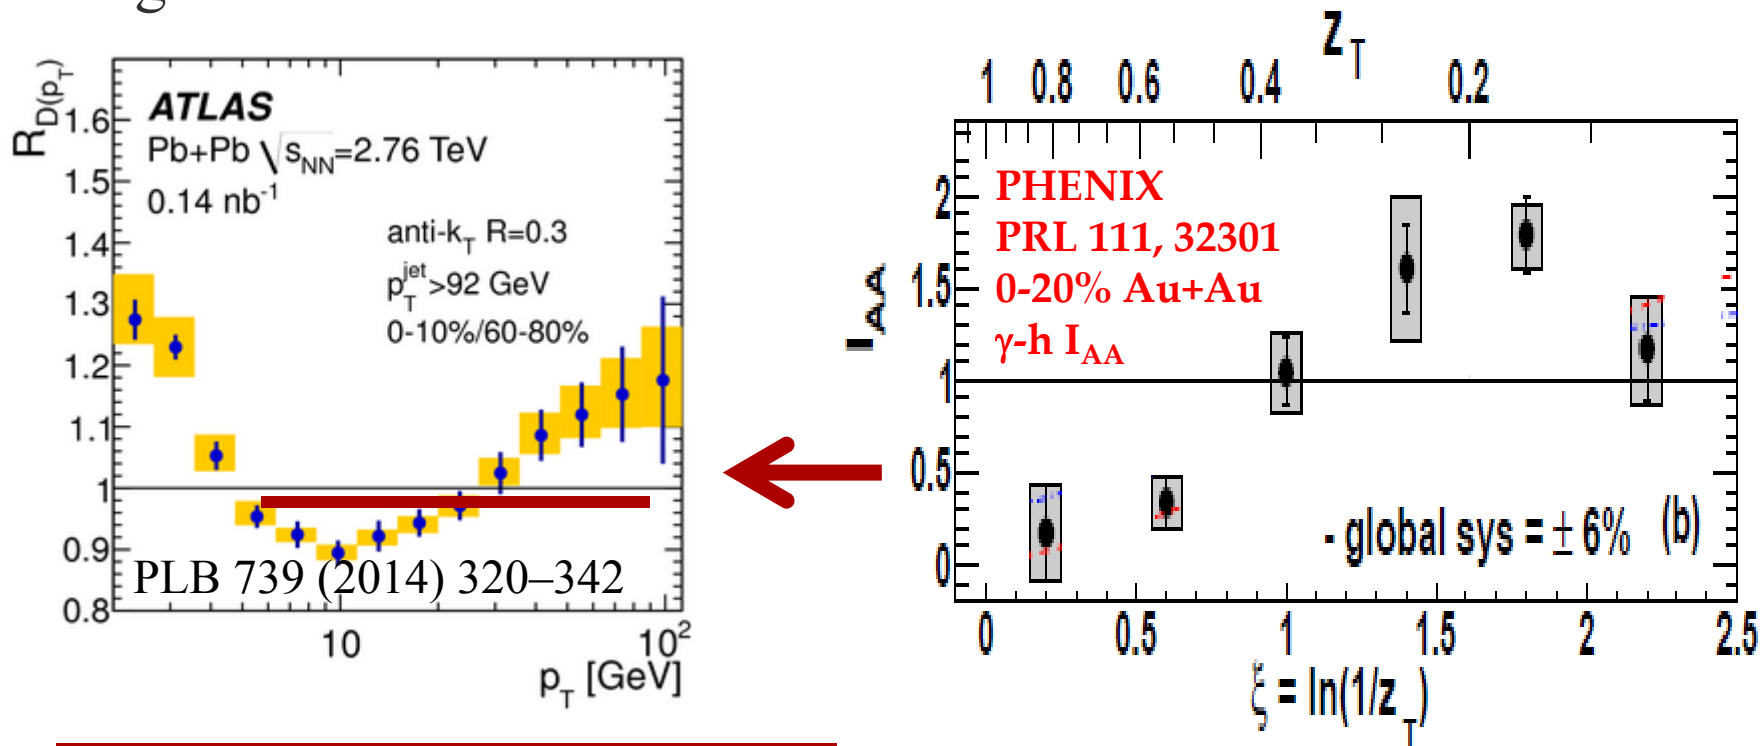 R_D(p_T)
1.6
1.5
1.4
1.3
1.2
1.1
1
0.9
0.8
ATLAS
Pb+Pb √s_NN=2.76 TeV
0.14 nb^-1
anti-k_T R=0.3
p_T^jet>92 GeV
0-10%/60-80%
PLB 739 (2014) 320–342
10
10^2
p_T [GeV]
z_T
1 0.8 0.6 0.4 0.2
I_AA
2
1.5
1
0.5
0
PHENIX
PRL 111, 32301
0-20% Au+Au
γ-h I_AA
- global sys = ± 6% (b)
0 0.5 1 1.5 2 2.5
ξ = ln(1/z_T)